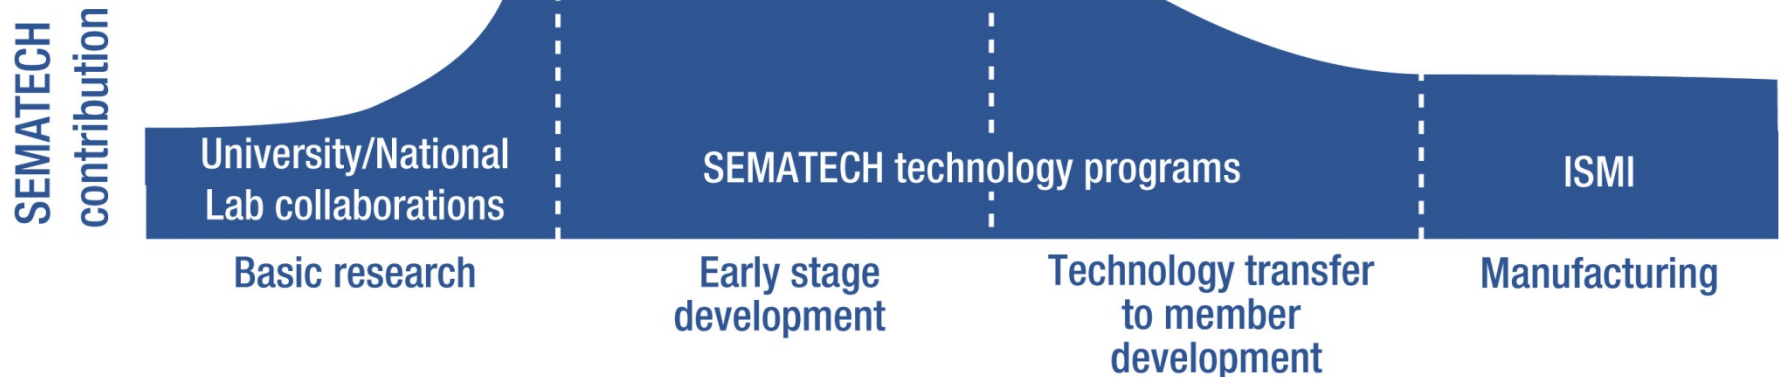 SEMATECH
contribution
University/National
Lab collaborations
SEMATECH technology programs
ISMI
Basic research
Early stage
development
Technology transfer
to member
development
Manufacturing